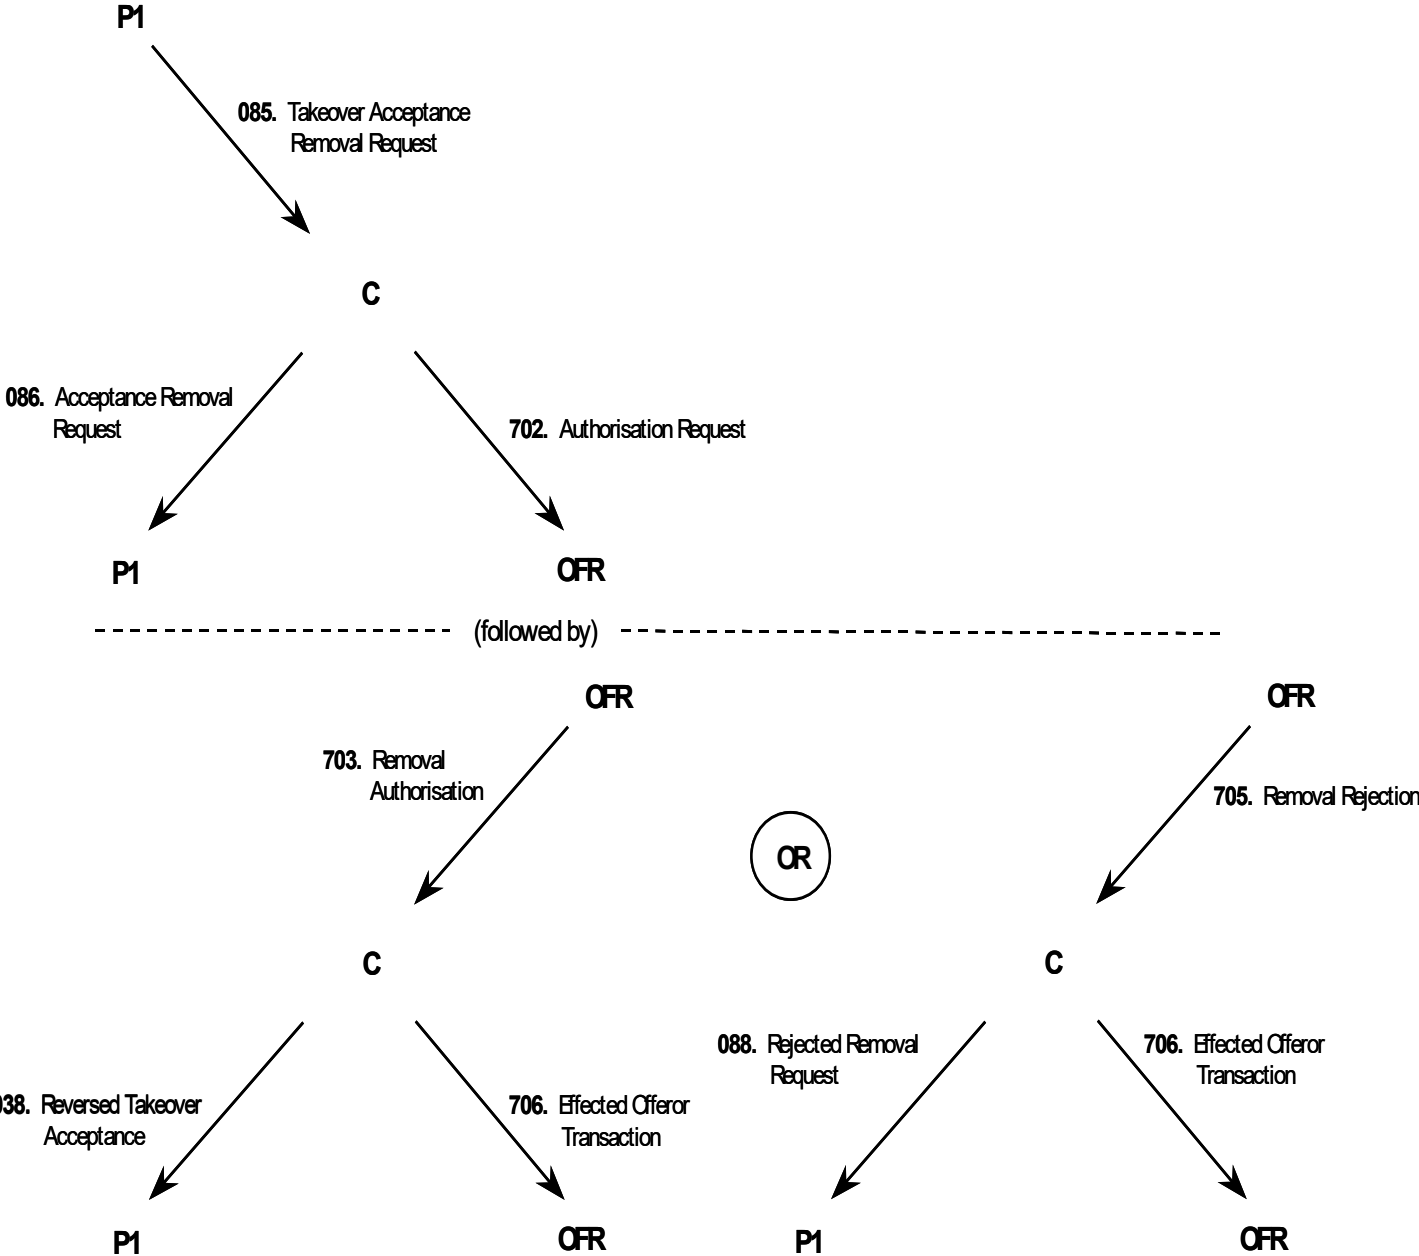 P1
085. Takeover Acceptance
Removal Request
C
086. Acceptance Removal
Request
702. Authorisation Request
P1
OFR
(followed by)
OFR
OFR
703. Removal
Authorisation
705. Removal Rejection
OR
C
C
038. Reversed Takeover
Acceptance
706. Effected Offeror
Transaction
088. Rejected Removal
Request
706. Effected Offeror
Transaction
P1
OFR
P1
OFR